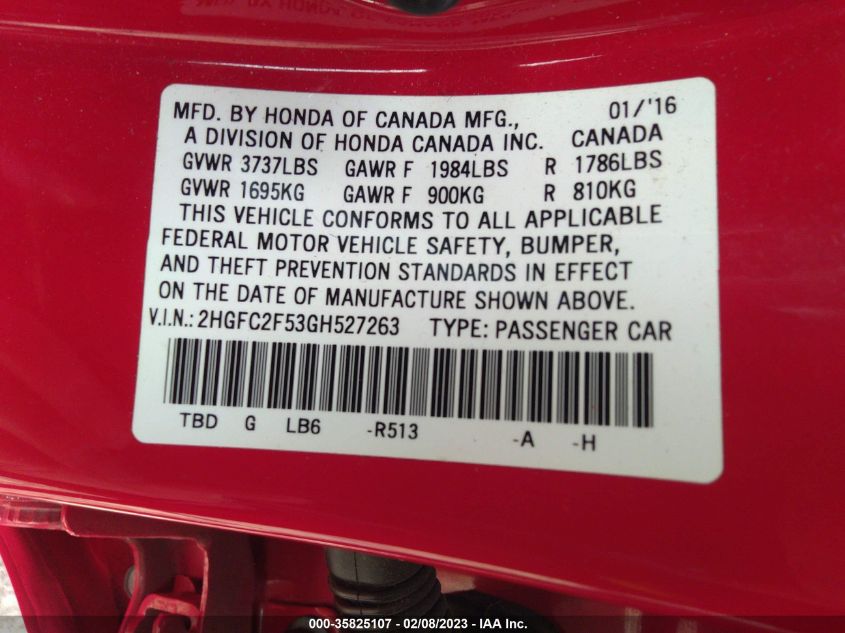 MFD. BY HONDA OF CANADA MFG., 01/'16
A DIVISION OF HONDA CANADA INC. CANADA
GVWR 3737LBS GAWR F 1984LBS R 1786LBS
GVWR 1695KG GAWR F 900KG R 810KG
THIS VEHICLE CONFORMS TO ALL APPLICABLE
FEDERAL MOTOR VEHICLE SAFETY, BUMPER,
AND THEFT PREVENTION STANDARDS IN EFFECT
ON THE DATE OF MANUFACTURE SHOWN ABOVE.
V.I.N.: 2HGFC2F53GH527263 TYPE: PASSENGER CAR
TBD G LB6 -R513 -A -H
000-35825107 - 02/08/2023 - IAA Inc.